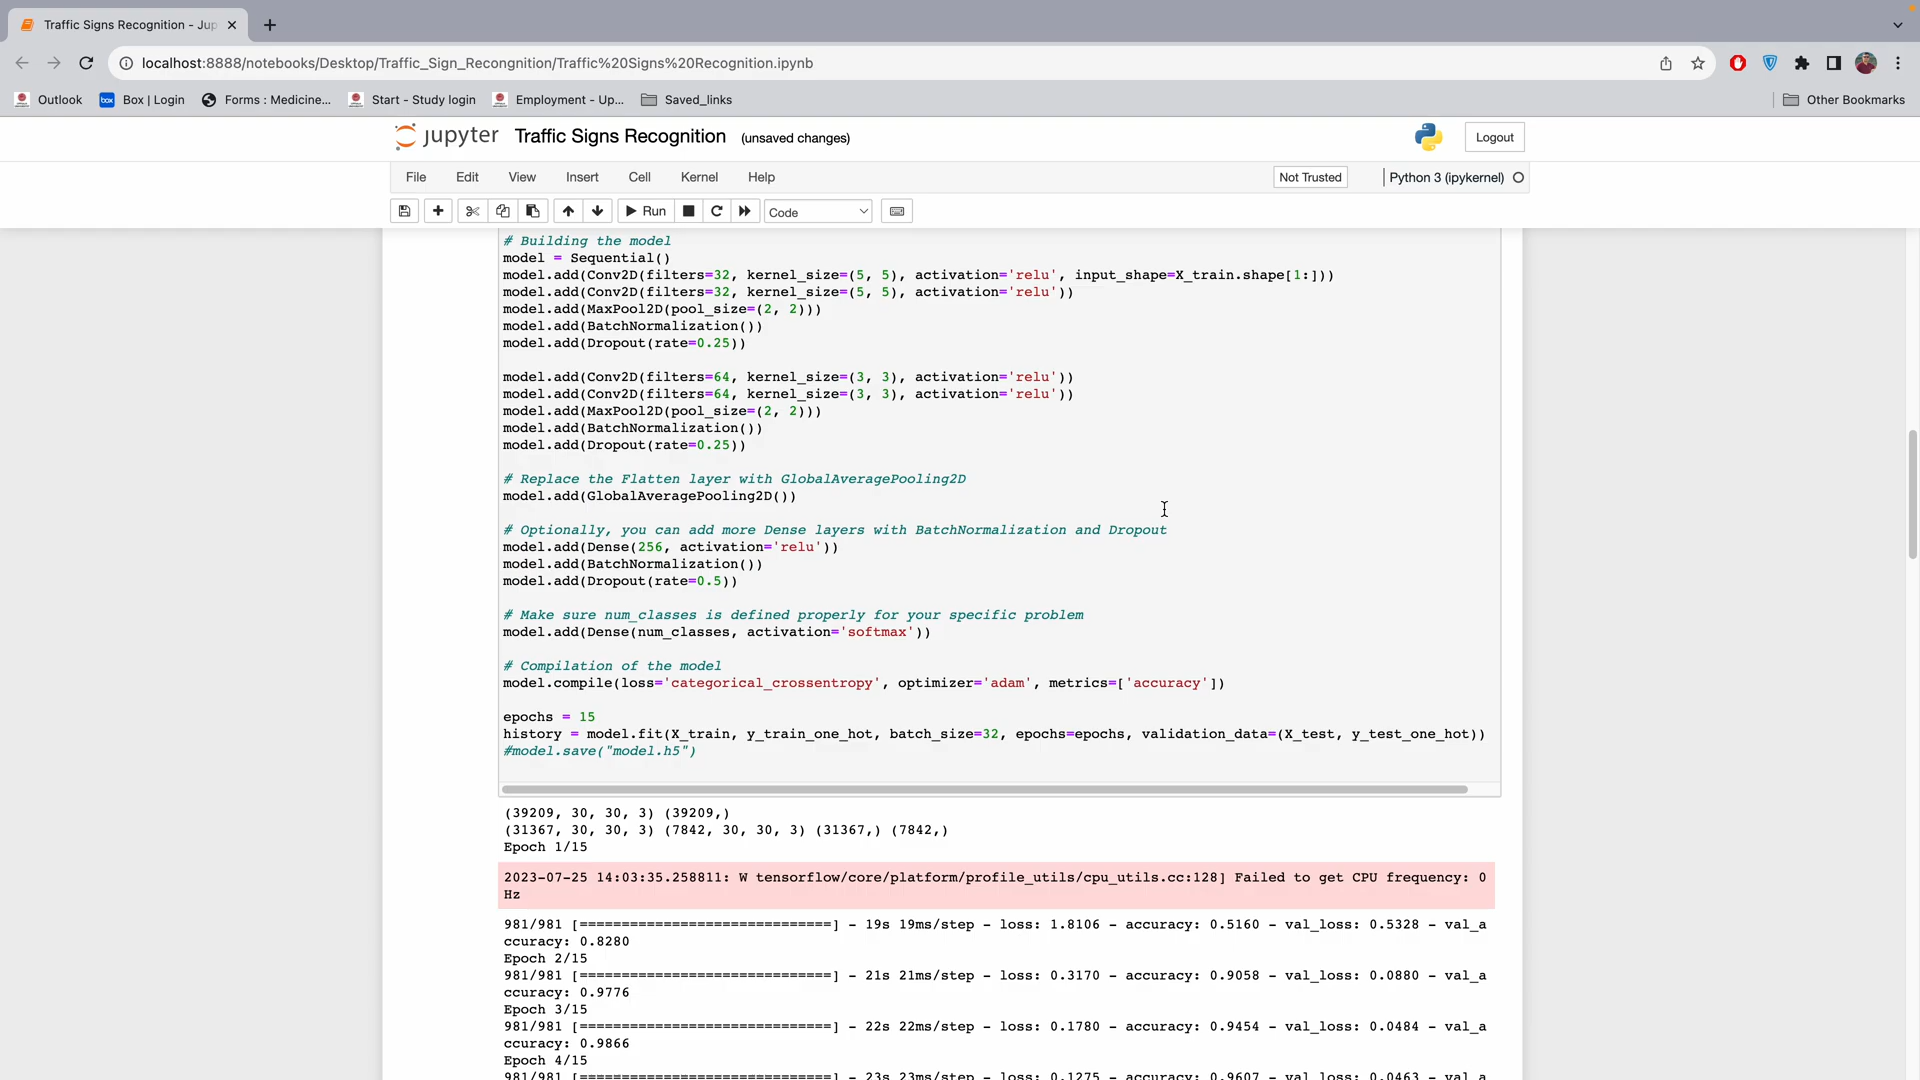 Traffic Signs Recognition - Jup
localhost:8888/notebooks/Desktop/Traffic_Sign_Recongnition/Traffic%20Signs%20Recognition.ipynb
Outlook
box
Box | Login
Forms : Medicine...
Start - Study login
Employment - Up...
Saved_links
Other Bookmarks
jupyter
Traffic Signs Recognition
(unsaved changes)
Logout
File
Edit
View
Insert
Cell
Kernel
Help
Not Trusted
Python 3 (ipykernel)
Run
Code
# Building the model
model = Sequential()
model.add(Conv2D(filters=32, kernel_size=(5, 5), activation='relu', input_shape=X_train.shape[1:]))
model.add(Conv2D(filters=32, kernel_size=(5, 5), activation='relu'))
model.add(MaxPool2D(pool_size=(2, 2)))
model.add(BatchNormalization())
model.add(Dropout(rate=0.25))
model.add(Conv2D(filters=64, kernel_size=(3, 3), activation='relu'))
model.add(Conv2D(filters=64, kernel_size=(3, 3), activation='relu'))
model.add(MaxPool2D(pool_size=(2, 2)))
model.add(BatchNormalization())
model.add(Dropout(rate=0.25))
# Replace the Flatten layer with GlobalAveragePooling2D
model.add(GlobalAveragePooling2D())
# Optionally, you can add more Dense layers with BatchNormalization and Dropout
model.add(Dense(256, activation='relu'))
model.add(BatchNormalization())
model.add(Dropout(rate=0.5))
# Make sure num_classes is defined properly for your specific problem
model.add(Dense(num_classes, activation='softmax'))
# Compilation of the model
model.compile(loss='categorical_crossentropy', optimizer='adam', metrics=['accuracy'])
epochs = 15
history = model.fit(X_train, y_train_one_hot, batch_size=32, epochs=epochs, validation_data=(X_test, y_test_one_hot))
#model.save("model.h5")
(39209, 30, 30, 3) (39209,)
(31367, 30, 30, 3) (7842, 30, 30, 3) (31367,) (7842,)
Epoch 1/15
2023-07-25 14:03:35.258811: W tensorflow/core/platform/profile_utils/cpu_utils.cc:128] Failed to get CPU frequency: 0
Hz
981/981 [==============================] - 19s 19ms/step - loss: 1.8106 - accuracy: 0.5160 - val_loss: 0.5328 - val_a
ccuracy: 0.8280
Epoch 2/15
981/981 [==============================] - 21s 21ms/step - loss: 0.3170 - accuracy: 0.9058 - val_loss: 0.0880 - val_a
ccuracy: 0.9776
Epoch 3/15
981/981 [==============================] - 22s 22ms/step - loss: 0.1780 - accuracy: 0.9454 - val_loss: 0.0484 - val_a
ccuracy: 0.9866
Epoch 4/15
981/981 [==============================] - 23s 23ms/step - loss: 0.1275 - accuracy: 0.9607 - val_loss: 0.0463 - val_a